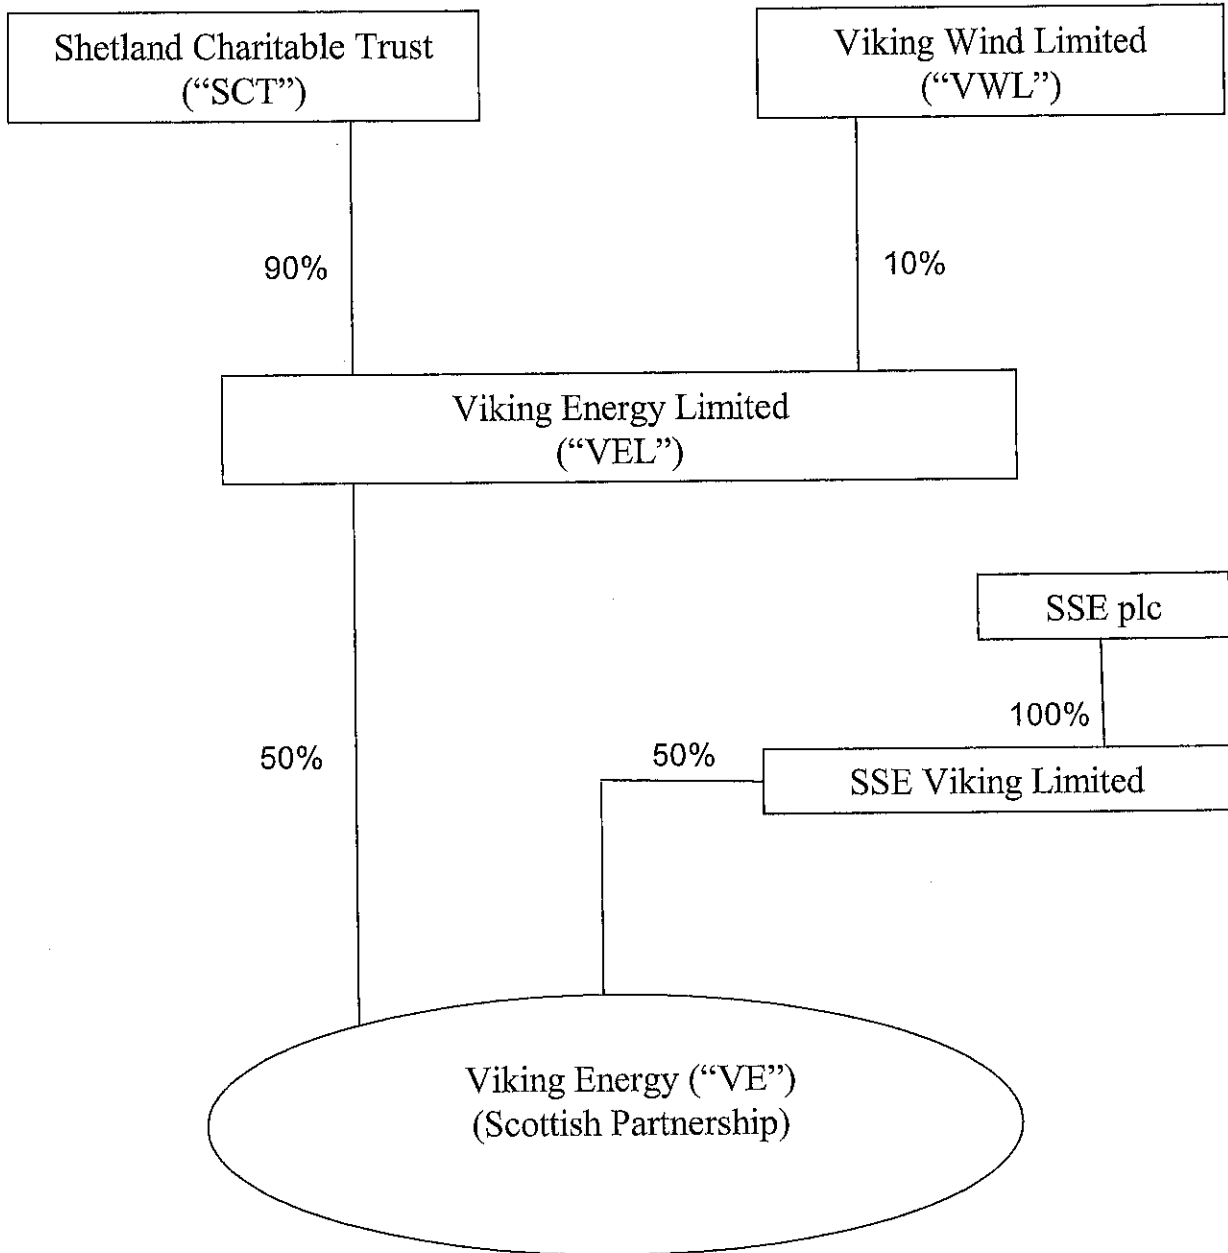 Shetland Charitable Trust
(“SCT”)
Viking Wind Limited
(“VWL”)
90%
10%
Viking Energy Limited
(“VEL”)
SSE plc
100%
50%
50%
SSE Viking Limited
Viking Energy (“VE”)
(Scottish Partnership)